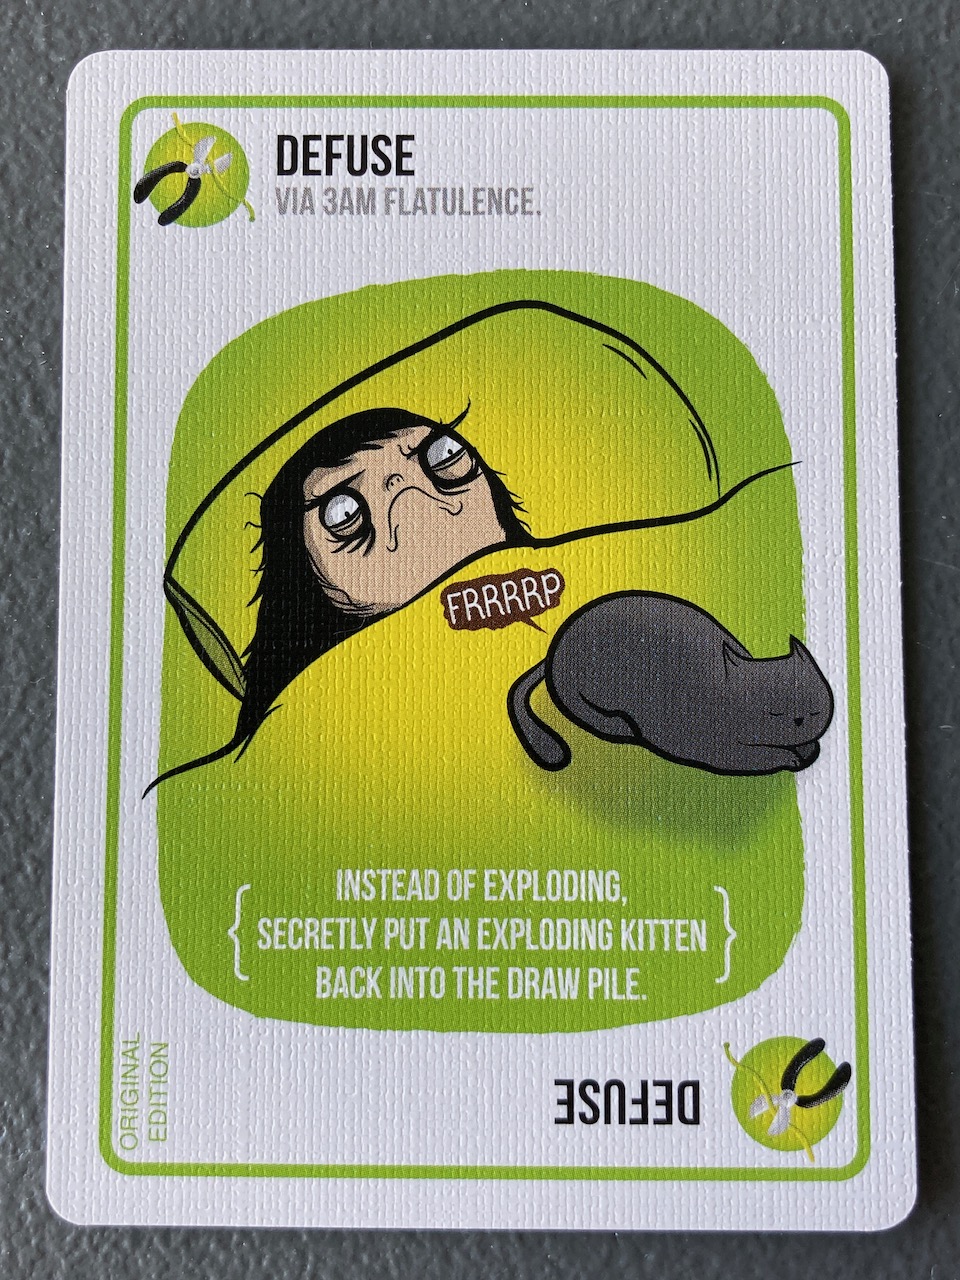 DEFUSE
VIA 3AM FLATULENCE.
FRRRRP
INSTEAD OF EXPLODING,
SECRETLY PUT AN EXPLODING KITTEN
BACK INTO THE DRAW PILE.
ORIGINAL
EDITION
DEFUSE